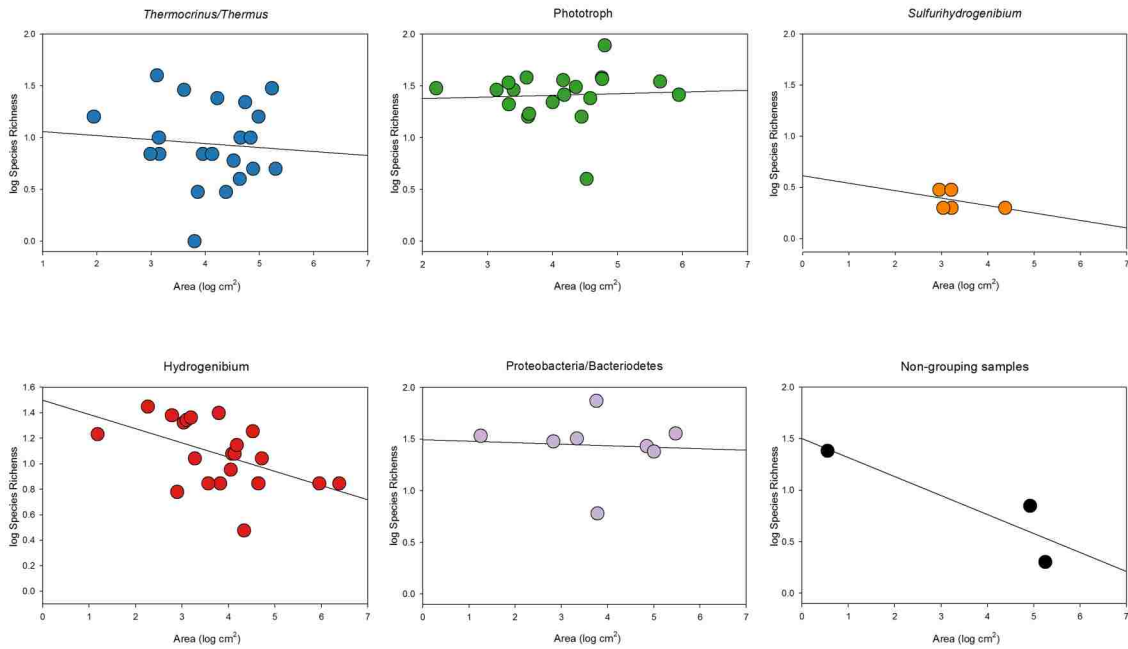 Thermocrinus/Thermus
log Species Richness
2.0
1.5
1.0
0.5
0.0
1 2 3 4 5 6 7
Area (log cm²)
Phototroph
log Species Richenss
2.0
1.5
1.0
0.5
0.0
2 3 4 5 6 7
Area (log cm²)
Sulfurihydrogenibium
log Species Richness
2.0
1.5
1.0
0.5
0.0
0 1 2 3 4 5 6 7
Area (log cm²)
Hydrogenibium
log Species Richenss
1.6
1.4
1.2
1.0
0.8
0.6
0.4
0.2
0.0
0 1 2 3 4 5 6 7
Area (log cm²)
Proteobacteria/Bacteriodetes
log Species Richness
2.0
1.5
1.0
0.5
0.0
0 1 2 3 4 5 6 7
Area (log cm²)
Non-grouping samples
log Species Richness
2.0
1.5
1.0
0.5
0.0
0 1 2 3 4 5 6 7
Area (log cm²)